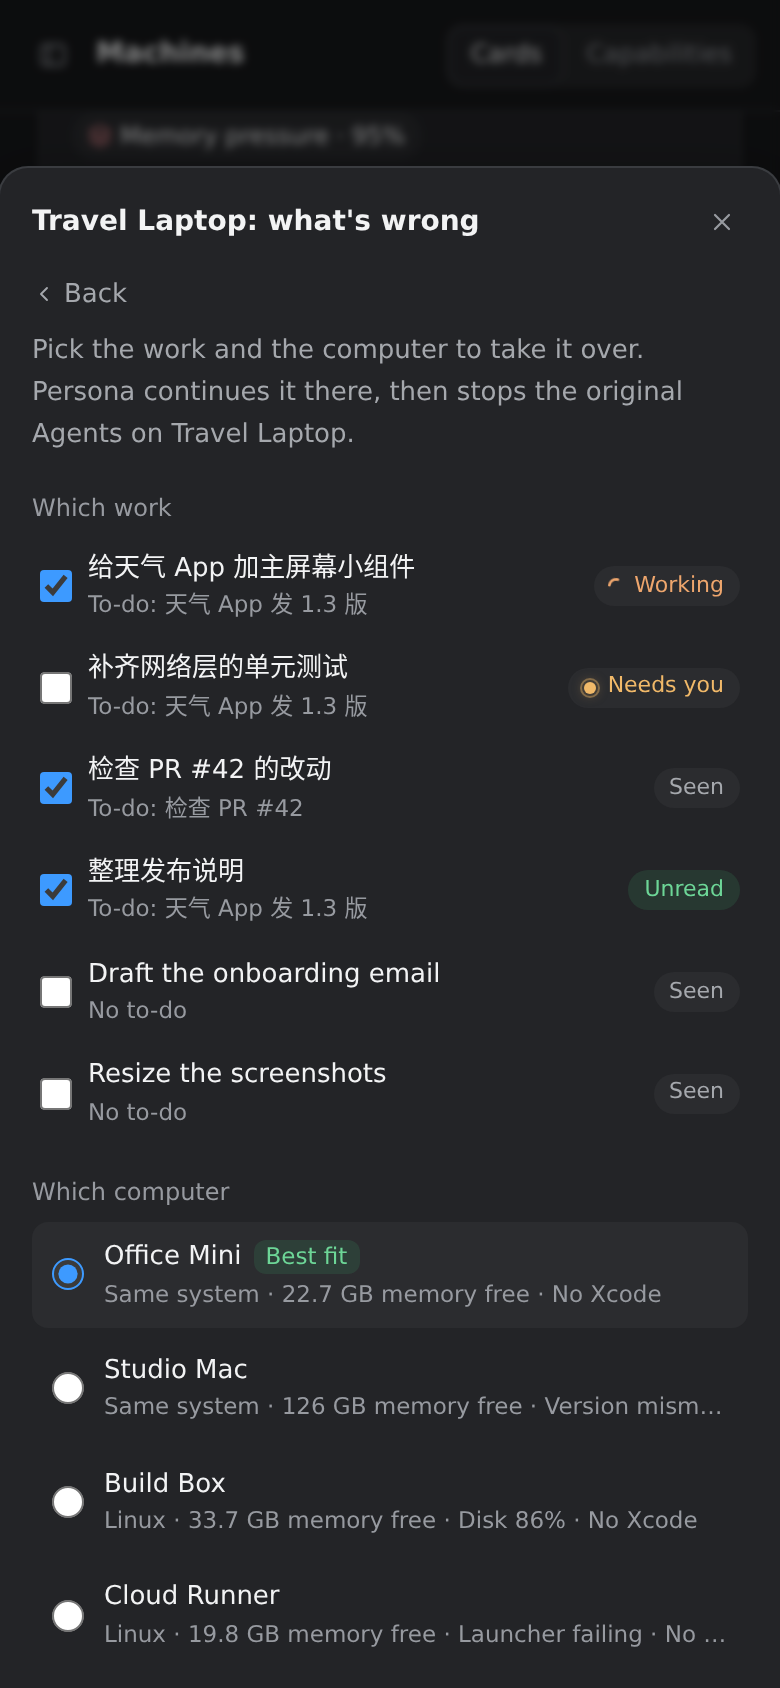 Machines
Cards
Capabilities
Memory pressure · 95%
Travel Laptop: what's wrong
Back
Pick the work and the computer to take it over.
Persona continues it there, then stops the original
Agents on Travel Laptop.
Which work
给天气 App 加主屏幕小组件
To-do: 天气 App 发 1.3 版
Working
补齐网络层的单元测试
To-do: 天气 App 发 1.3 版
Needs you
检查 PR #42 的改动
To-do: 检查 PR #42
Seen
整理发布说明
To-do: 天气 App 发 1.3 版
Unread
Draft the onboarding email
No to-do
Seen
Resize the screenshots
No to-do
Seen
Which computer
Office Mini Best fit
Same system · 22.7 GB memory free · No Xcode
Studio Mac
Same system · 126 GB memory free · Version mism…
Build Box
Linux · 33.7 GB memory free · Disk 86% · No Xcode
Cloud Runner
Linux · 19.8 GB memory free · Launcher failing · No …